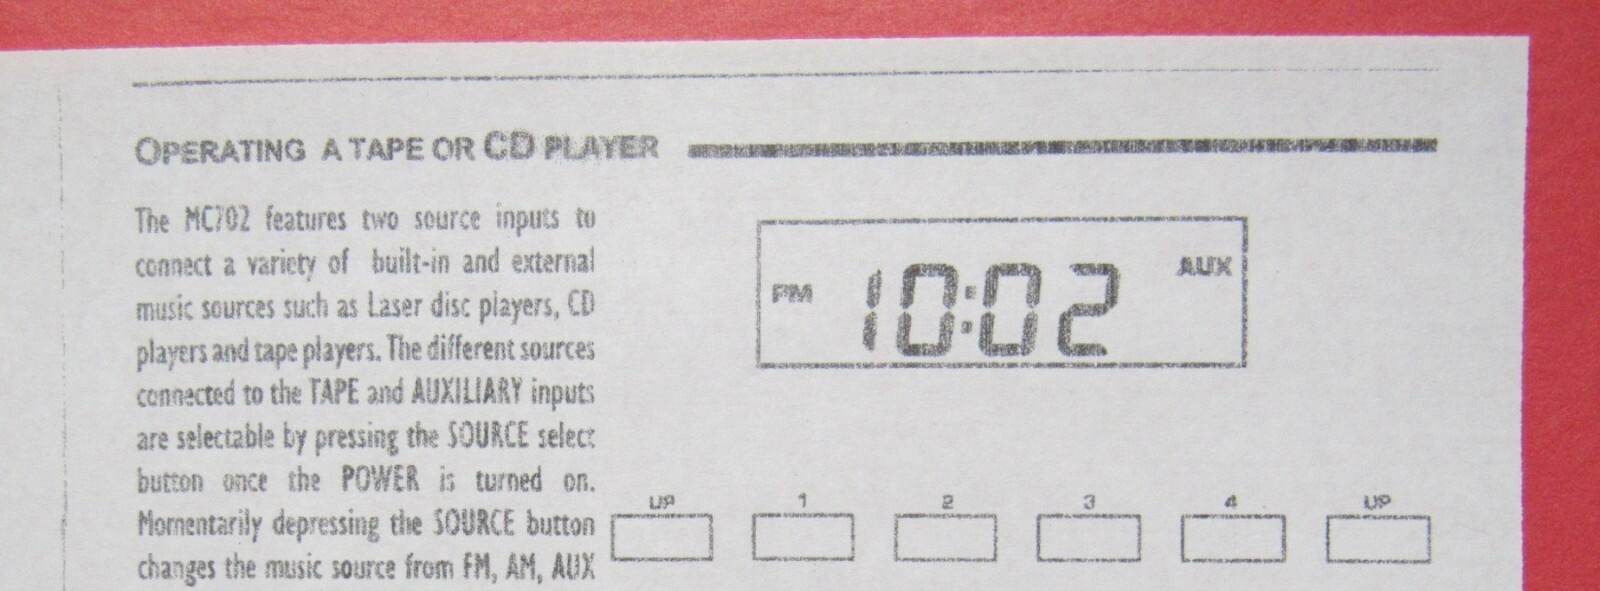 OPERATING A TAPE OR CD PLAYER
The MC702 features two source inputs to
connect a variety of built-in and external
music sources such as Laser disc players, CD
players and tape players. The different sources
connected to the TAPE and AUXILIARY inputs
are selectable by pressing the SOURCE select
button once the POWER is turned on.
Momentarily depressing the SOURCE button
changes the music source from FM, AM, AUX
PM 10:02 AUX
UP 1 2 3 4 UP